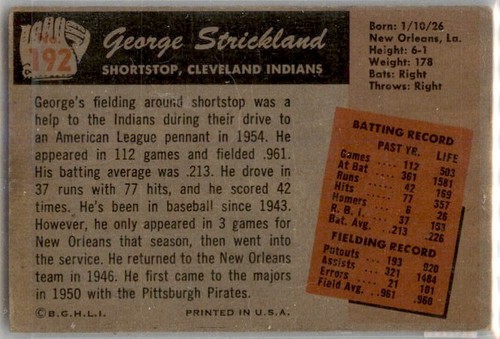 No.
192
George Strickland
SHORTSTOP, CLEVELAND INDIANS
Born: 1/10/26
New Orleans, La.
Height: 6-1
Weight: 178
Bats: Right
Throws: Right
George's fielding around shortstop was a
help to the Indians during their drive to
an American League pennant in 1954. He
appeared in 112 games and fielded .961.
His batting average was .213. He drove in
37 runs with 77 hits, and he scored 42
times. He's been in baseball since 1943.
However, he only appeared in 3 games for
New Orleans that season, then went into
the service. He returned to the New Orleans
team in 1946. He first came to the majors
in 1950 with the Pittsburgh Pirates.
©B.G.H.L.I. PRINTED IN U.S.A.
BATTING RECORD
PAST YR. LIFE
Games 112 503
At Bat 361 1581
Runs 42 169
Hits 77 357
Homers 6 26
R.B.I. 37 153
Bat. Avg. .213 .226
FIELDING RECORD
Putouts 193 920
Assists 321 1484
Errors 21 101
Field Avg. .961 .960